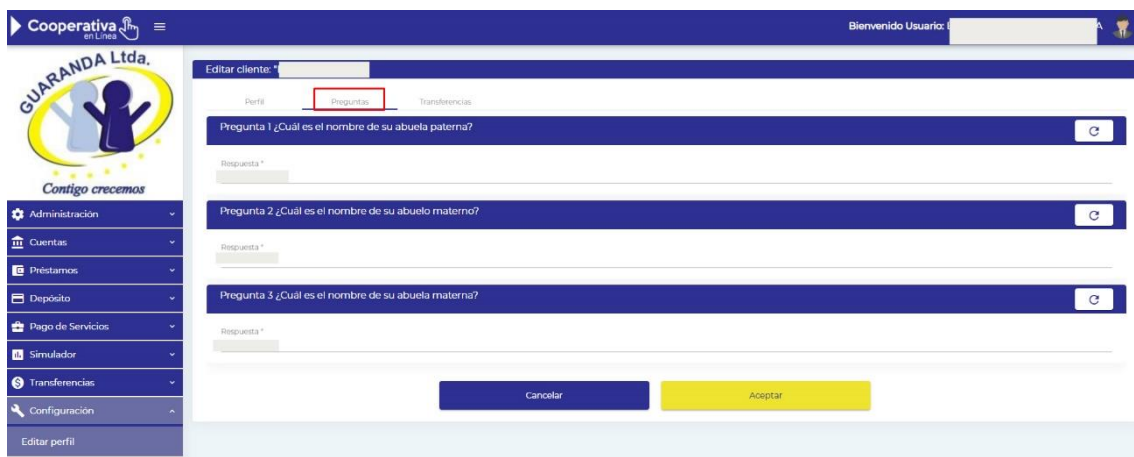 Cooperativa
en Línea
Bienvenido Usuario:
A
GUARANDA Ltda.
Contigo crecemos
Editar cliente: "
Perfil
Preguntas
Transferencias
Pregunta 1 ¿Cuál es el nombre de su abuela paterna?
Respuesta *
Pregunta 2 ¿Cuál es el nombre de su abuelo materno?
Respuesta *
Pregunta 3 ¿Cuál es el nombre de su abuela materna?
Respuesta *
Cancelar
Aceptar
Administración
Cuentas
Préstamos
Depósito
Pago de Servicios
Simulador
Transferencias
Configuración
Editar perfil